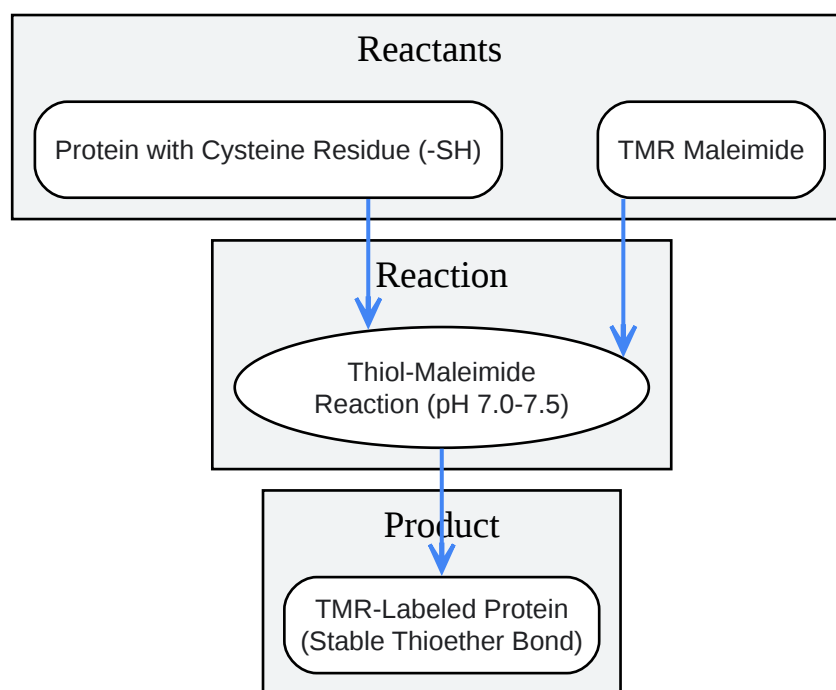 Reactants
Protein with Cysteine Residue (-SH)
TMR Maleimide
Reaction
Thiol-Maleimide
Reaction (pH 7.0-7.5)
Product
TMR-Labeled Protein
(Stable Thioether Bond)